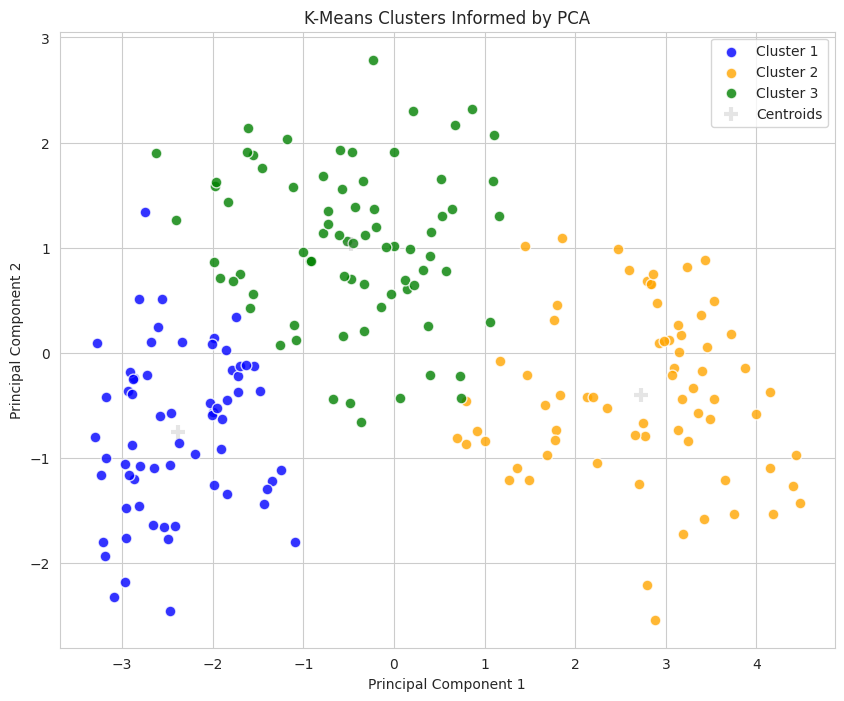 K-Means Clusters Informed by PCA
Cluster 1
Cluster 2
Cluster 3
Centroids
3
2
1
0
−1
−2
Principal Component 2
−3
−2
−1
0
1
2
3
4
Principal Component 1